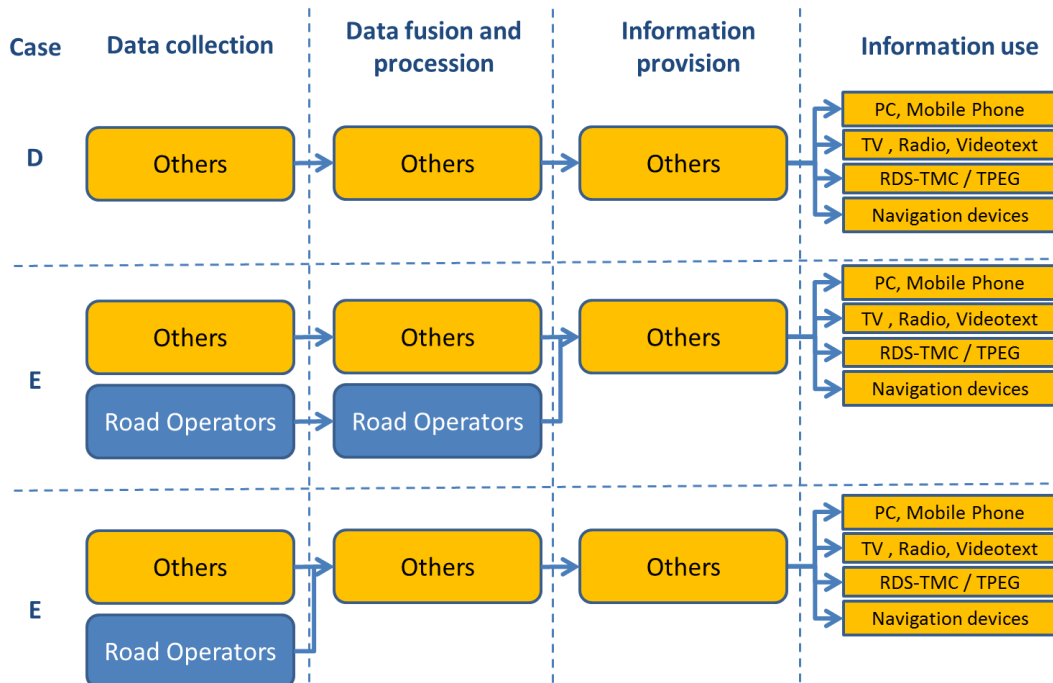 Case
Data collection
Data fusion and
procession
Information
provision
Information use
D
Others
Others
Others
PC, Mobile Phone
TV , Radio, Videotext
RDS-TMC / TPEG
Navigation devices
E
Others
Others
Others
Road Operators
Road Operators
PC, Mobile Phone
TV , Radio, Videotext
RDS-TMC / TPEG
Navigation devices
E
Others
Others
Others
Road Operators
PC, Mobile Phone
TV , Radio, Videotext
RDS-TMC / TPEG
Navigation devices